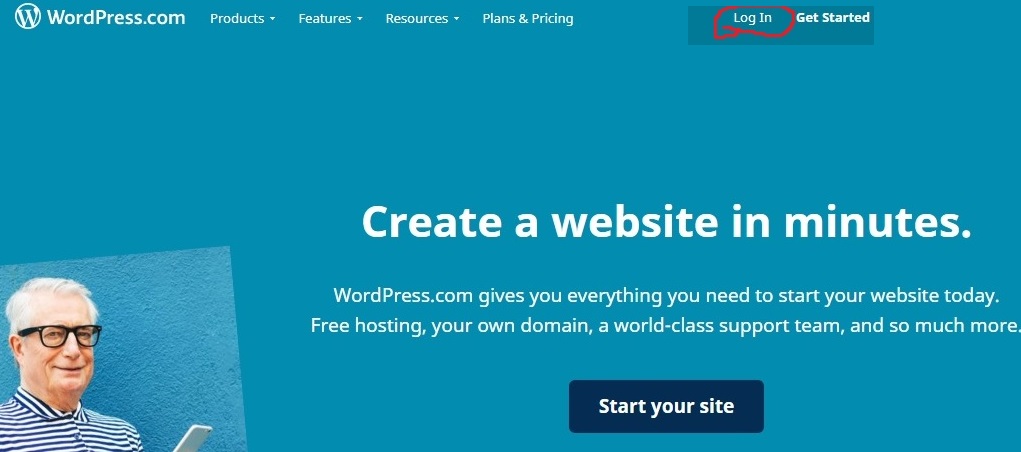 WordPress.com Products Features Resources Plans & Pricing Log In Get Started
Create a website in minutes.
WordPress.com gives you everything you need to start your website today.
Free hosting, your own domain, a world-class support team, and so much more.
Start your site